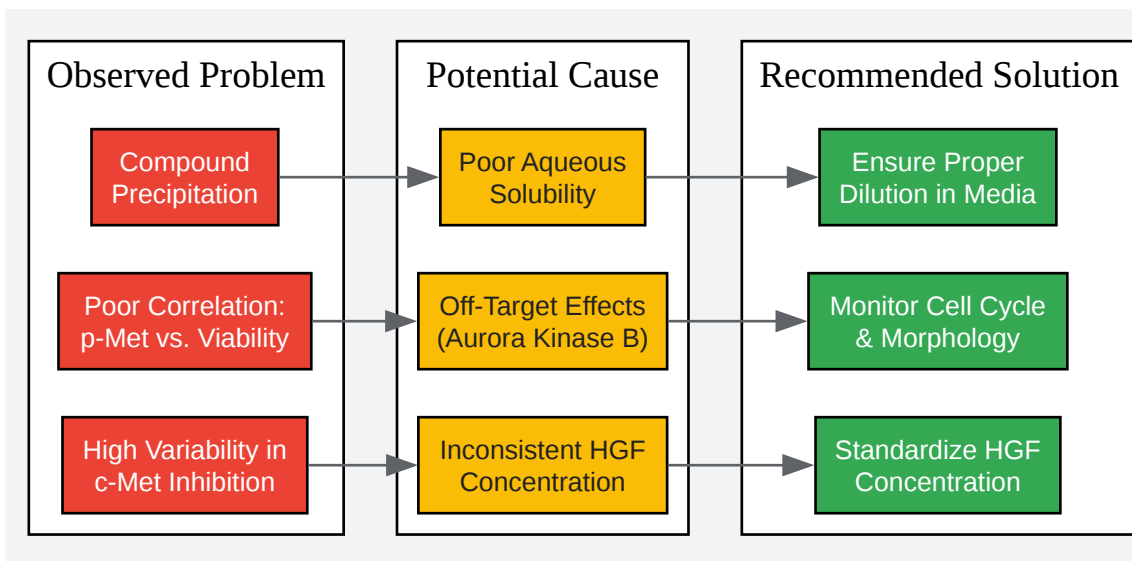 Observed Problem
Potential Cause
Recommended Solution
Compound
Precipitation
Poor Aqueous
Solubility
Ensure Proper
Dilution in Media
Poor Correlation:
p-Met vs. Viability
Off-Target Effects
(Aurora Kinase B)
Monitor Cell Cycle
& Morphology
High Variability in
c-Met Inhibition
Inconsistent HGF
Concentration
Standardize HGF
Concentration